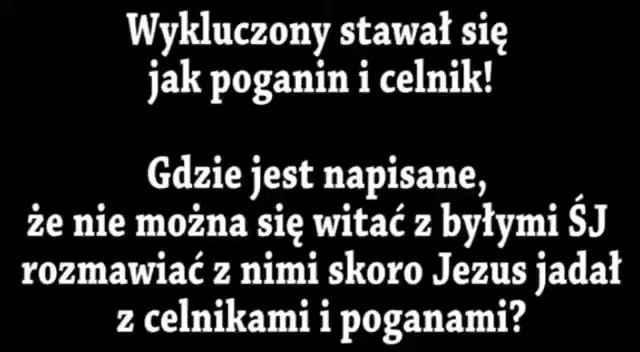 Wykluczony stawał się
jak poganin i celnik!
Gdzie jest napisane,
że nie można się witać z byłymi ŚJ
rozmawiać z nimi skoro Jezus jadał
z celnikami i poganami?